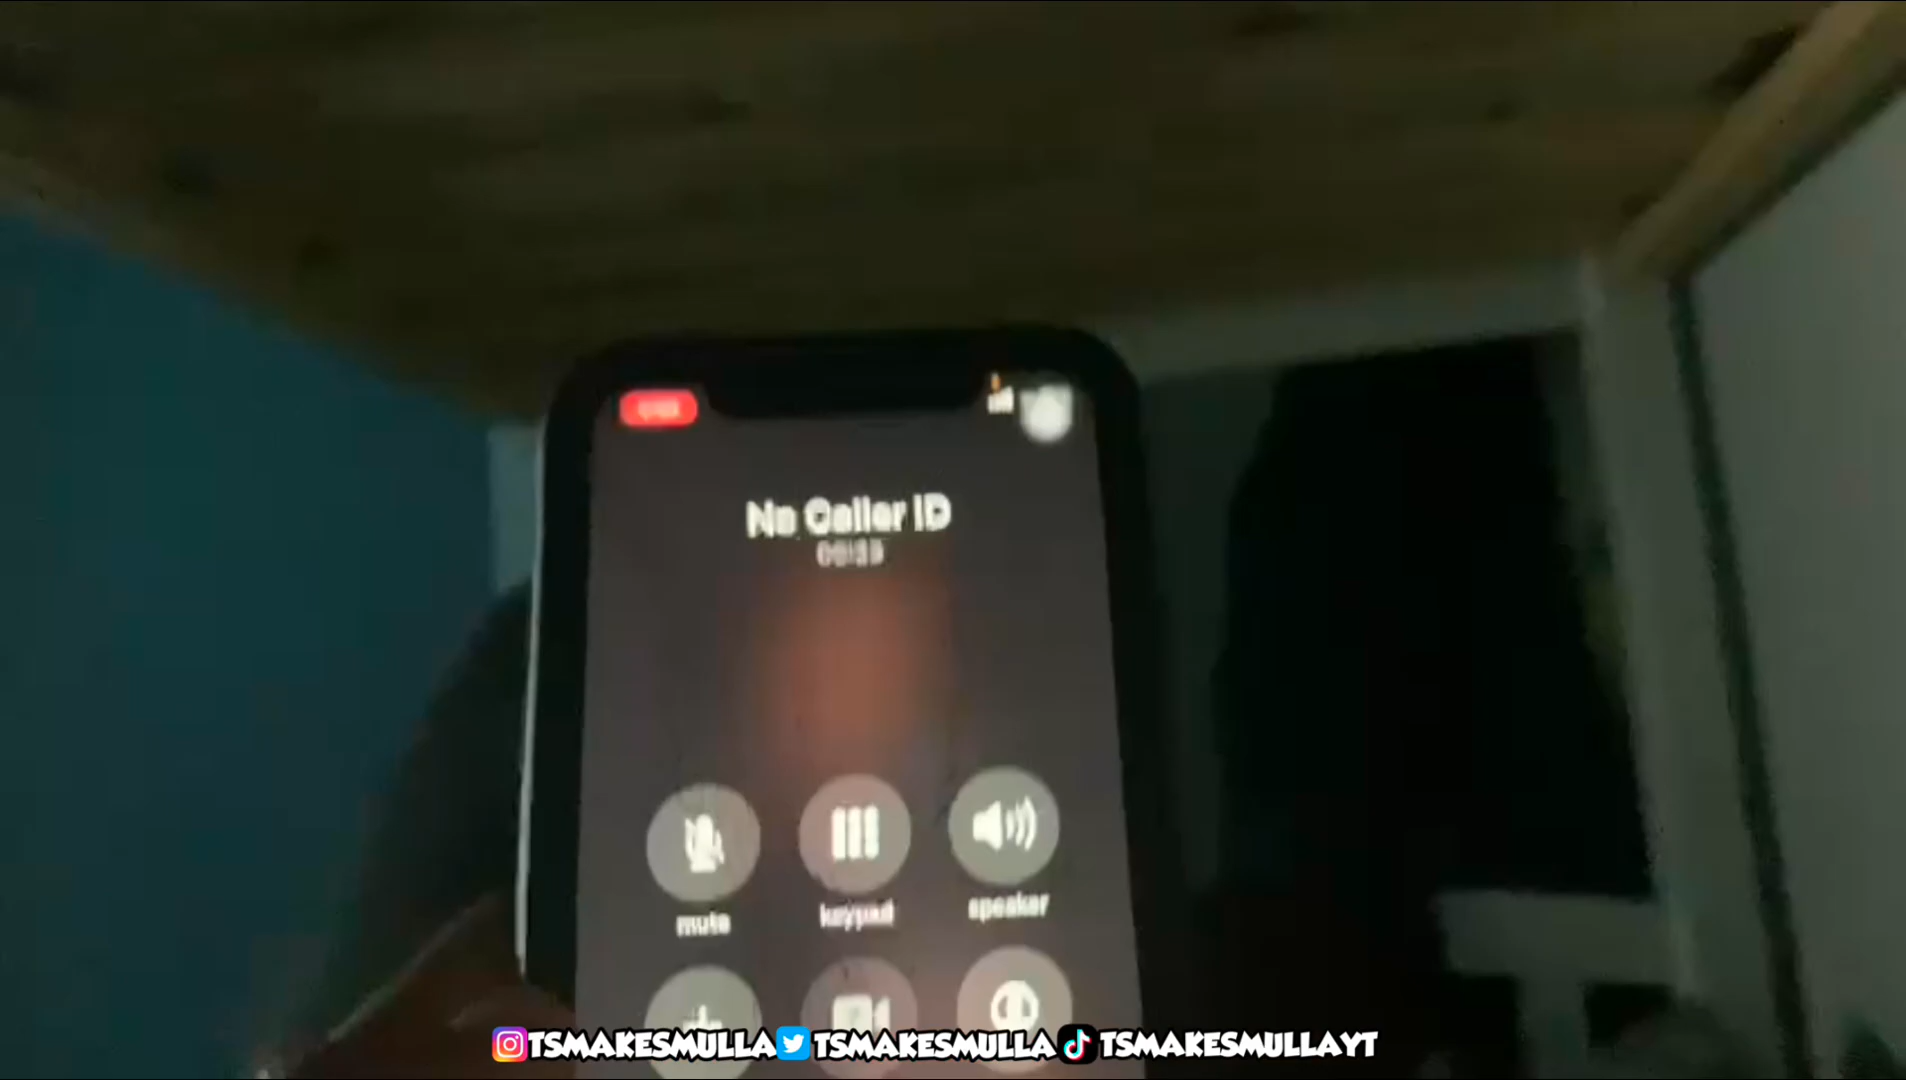 No Caller ID
mute
keypad
speaker
TSMAKESMULLA TSMAKESMULLA TSMAKESMULLAYT